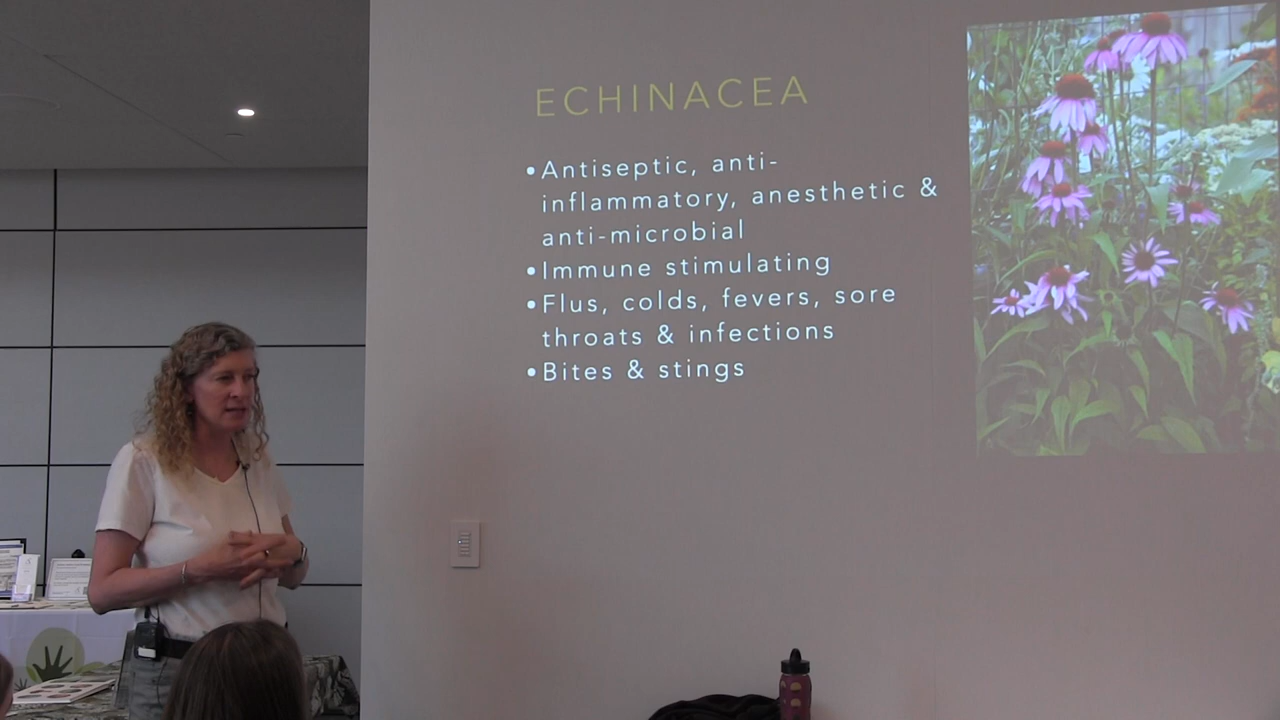 ECHINACEA
•Antiseptic, anti-
inflammatory, anesthetic &
anti-microbial
•Immune stimulating
•Flus, colds, fevers, sore
throats & infections
•Bites & stings